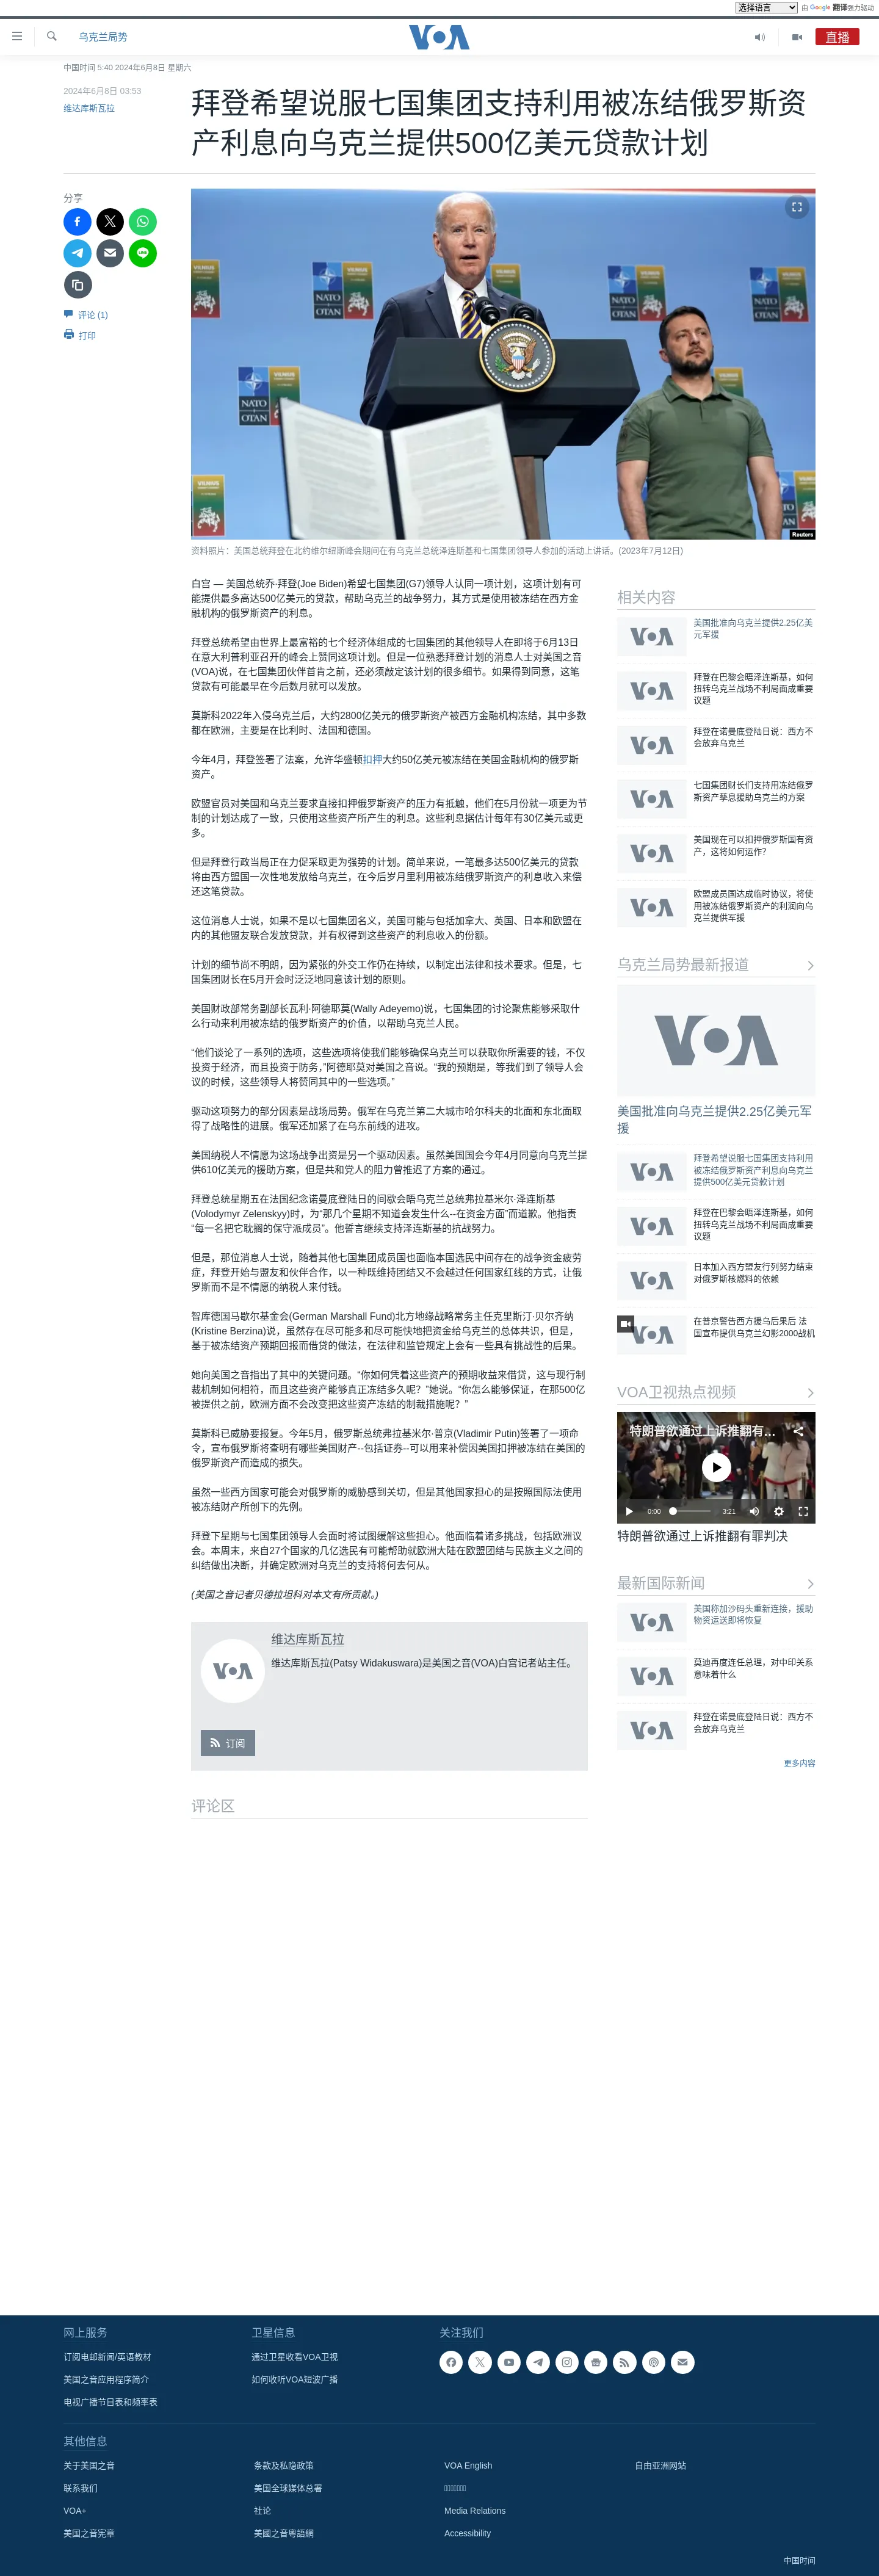 选择语言 由 Google 翻译强力驱动
乌克兰局势
VOA
直播
中国时间 5:40 2024年6月8日 星期六
2024年6月8日 03:53
维达库斯瓦拉
拜登希望说服七国集团支持利用被冻结俄罗斯资
产利息向乌克兰提供500亿美元贷款计划
分享
评论 (1)
打印
VILNIUS
NATO
OTAN
Reuters
资料照片：美国总统拜登在北约维尔纽斯峰会期间在有乌克兰总统泽连斯基和七国集团领导人参加的活动上讲话。(2023年7月12日)
白宫 — 美国总统乔·拜登(Joe Biden)希望七国集团(G7)领导人认同一项计划，这项计划有可
能提供最多高达500亿美元的贷款，帮助乌克兰的战争努力，其方式是使用被冻结在西方金
融机构的俄罗斯资产的利息。
拜登总统希望由世界上最富裕的七个经济体组成的七国集团的其他领导人在即将于6月13日
在意大利普利亚召开的峰会上赞同这项计划。但是一位熟悉拜登计划的消息人士对美国之音
(VOA)说，在七国集团伙伴首肯之前，还必须敲定该计划的很多细节。如果得到同意，这笔
贷款有可能最早在今后数月就可以发放。
莫斯科2022年入侵乌克兰后，大约2800亿美元的俄罗斯资产被西方金融机构冻结，其中多数
都在欧洲，主要是在比利时、法国和德国。
今年4月，拜登签署了法案，允许华盛顿扣押大约50亿美元被冻结在美国金融机构的俄罗斯
资产。
欧盟官员对美国和乌克兰要求直接扣押俄罗斯资产的压力有抵触，他们在5月份就一项更为节
制的计划达成了一致，只使用这些资产所产生的利息。这些利息据估计每年有30亿美元或更
多。
但是拜登行政当局正在力促采取更为强势的计划。简单来说，一笔最多达500亿美元的贷款
将由西方盟国一次性地发放给乌克兰，在今后岁月里利用被冻结俄罗斯资产的利息收入来偿
还这笔贷款。
这位消息人士说，如果不是以七国集团名义，美国可能与包括加拿大、英国、日本和欧盟在
内的其他盟友联合发放贷款，并有权得到这些资产的利息收入的份额。
计划的细节尚不明朗，因为紧张的外交工作仍在持续，以制定出法律和技术要求。但是，七
国集团财长在5月开会时泛泛地同意该计划的原则。
美国财政部常务副部长瓦利·阿德耶莫(Wally Adeyemo)说，七国集团的讨论聚焦能够采取什
么行动来利用被冻结的俄罗斯资产的价值，以帮助乌克兰人民。
“他们谈论了一系列的选项，这些选项将使我们能够确保乌克兰可以获取你所需要的钱，不仅
投资于经济，而且投资于防务，”阿德耶莫对美国之音说。“我的预期是，等我们到了领导人会
议的时候，这些领导人将赞同其中的一些选项。”
驱动这项努力的部分因素是战场局势。俄军在乌克兰第二大城市哈尔科夫的北面和东北面取
得了战略性的进展。俄军还加紧了在乌东前线的进攻。
美国纳税人不情愿为这场战争出资是另一个驱动因素。虽然美国国会今年4月同意向乌克兰提
供610亿美元的援助方案，但是共和党人的阻力曾推迟了方案的通过。
拜登总统星期五在法国纪念诺曼底登陆日的间歇会晤乌克兰总统弗拉基米尔·泽连斯基
(Volodymyr Zelenskyy)时，为“那几个星期不知道会发生什么--在资金方面”而道歉。他指责
“每一名把它耽搁的保守派成员”。他誓言继续支持泽连斯基的抗战努力。
但是，那位消息人士说，随着其他七国集团成员国也面临本国选民中间存在的战争资金疲劳
症，拜登开始与盟友和伙伴合作，以一种既维持团结又不会越过任何国家红线的方式，让俄
罗斯而不是不情愿的纳税人来付钱。
智库德国马歇尔基金会(German Marshall Fund)北方地缘战略常务主任克里斯汀·贝尔齐纳
(Kristine Berzina)说，虽然存在尽可能多和尽可能快地把资金给乌克兰的总体共识，但是，
基于被冻结资产预期回报而借贷的做法，在法律和监管规定上会有一些具有挑战性的后果。
她向美国之音指出了其中的关键问题。“你如何凭着这些资产的预期收益来借贷，这与现行制
裁机制如何相符，而且这些资产能够真正冻结多久呢？”她说。“你怎么能够保证，在那500亿
被提供之前，欧洲方面不会改变把这些资产冻结的制裁措施呢？”
莫斯科已威胁要报复。今年5月，俄罗斯总统弗拉基米尔·普京(Vladimir Putin)签署了一项命
令，宣布俄罗斯将查明有哪些美国财产--包括证券--可以用来补偿因美国扣押被冻结在美国的
俄罗斯资产而造成的损失。
虽然一些西方国家可能会对俄罗斯的威胁感到关切，但是其他国家担心的是按照国际法使用
被冻结财产所创下的先例。
拜登下星期与七国集团领导人会面时将试图缓解这些担心。他面临着诸多挑战，包括欧洲议
会。本周末，来自27个国家的几亿选民有可能帮助就欧洲大陆在欧盟团结与民族主义之间的
纠结做出决断，并确定欧洲对乌克兰的支持将何去何从。
(美国之音记者贝德拉坦科对本文有所贡献。)
维达库斯瓦拉
维达库斯瓦拉(Patsy Widakuswara)是美国之音(VOA)白宫记者站主任。
订阅
评论区
相关内容
美国批准向乌克兰提供2.25亿美
元军援
拜登在巴黎会晤泽连斯基，如何
扭转乌克兰战场不利局面成重要
议题
拜登在诺曼底登陆日说：西方不
会放弃乌克兰
七国集团财长们支持用冻结俄罗
斯资产孳息援助乌克兰的方案
美国现在可以扣押俄罗斯国有资
产，这将如何运作？
欧盟成员国达成临时协议，将使
用被冻结俄罗斯资产的利润向乌
克兰提供军援
乌克兰局势最新报道
VOA
美国批准向乌克兰提供2.25亿美元军
援
拜登希望说服七国集团支持利用
被冻结俄罗斯资产利息向乌克兰
提供500亿美元贷款计划
拜登在巴黎会晤泽连斯基，如何
扭转乌克兰战场不利局面成重要
议题
日本加入西方盟友行列努力结束
对俄罗斯核燃料的依赖
在普京警告西方援乌后果后 法
国宣布提供乌克兰幻影2000战机
VOA卫视热点视频
特朗普欲通过上诉推翻有...
0:00 3:21
特朗普欲通过上诉推翻有罪判决
最新国际新闻
美国称加沙码头重新连接，援助
物资运送即将恢复
莫迪再度连任总理，对中印关系
意味着什么
拜登在诺曼底登陆日说：西方不
会放弃乌克兰
更多内容
网上服务
订阅电邮新闻/英语教材
美国之音应用程序简介
电视广播节目表和频率表
卫星信息
通过卫星收看VOA卫视
如何收听VOA短波广播
关注我们
其他信息
关于美国之音
联系我们
VOA+
美国之音宪章
条款及私隐政策
美国全球媒体总署
社论
美國之音粵語網
VOA English
Media Relations
Accessibility
自由亚洲网站
中国时间